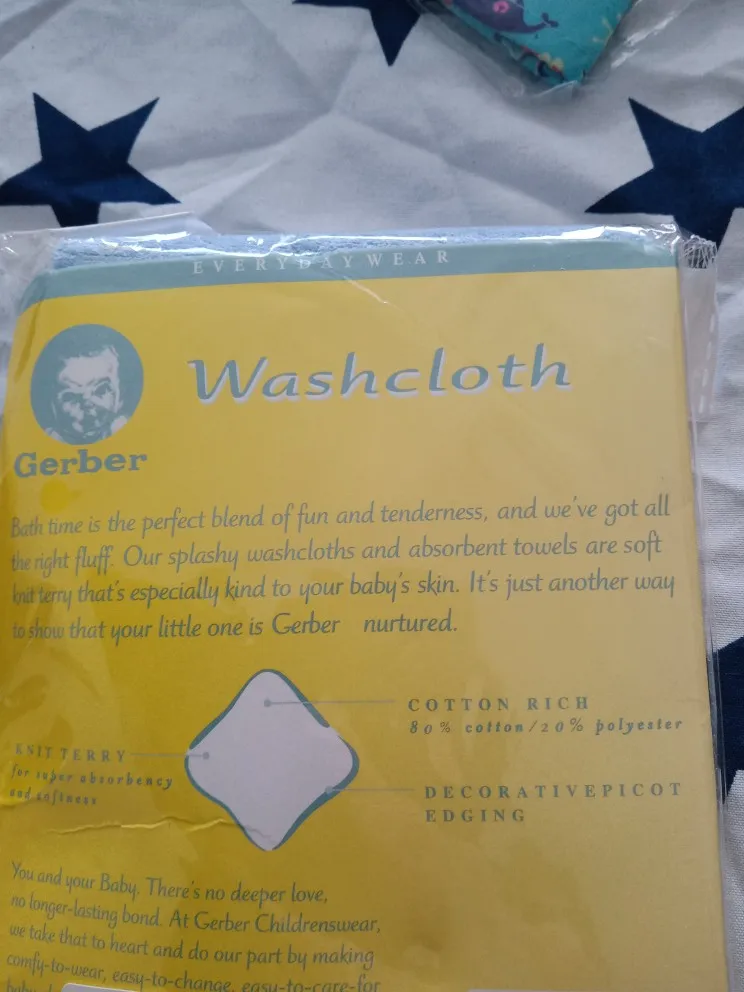 EVERYDAY WEAR
Washcloth
Gerber
Bath time is the perfect blend of fun and tenderness, and we've got all
the right fluff. Our splashy washcloths and absorbent towels are soft
knit terry that's especially kind to your baby's skin. It's just another way
to show that your little one is Gerber nurtured.
COTTON RICH
80% cotton/20% polyester
KNIT TERRY
for super absorbency
and softness
DECORATIVEPICOT
EDGING
You and your Baby. There's no deeper love,
no longer-lasting bond. At Gerber Childrenswear,
we take that to heart and do our part by making
comfy-to-wear, easy-to-change, easy-to-care-for